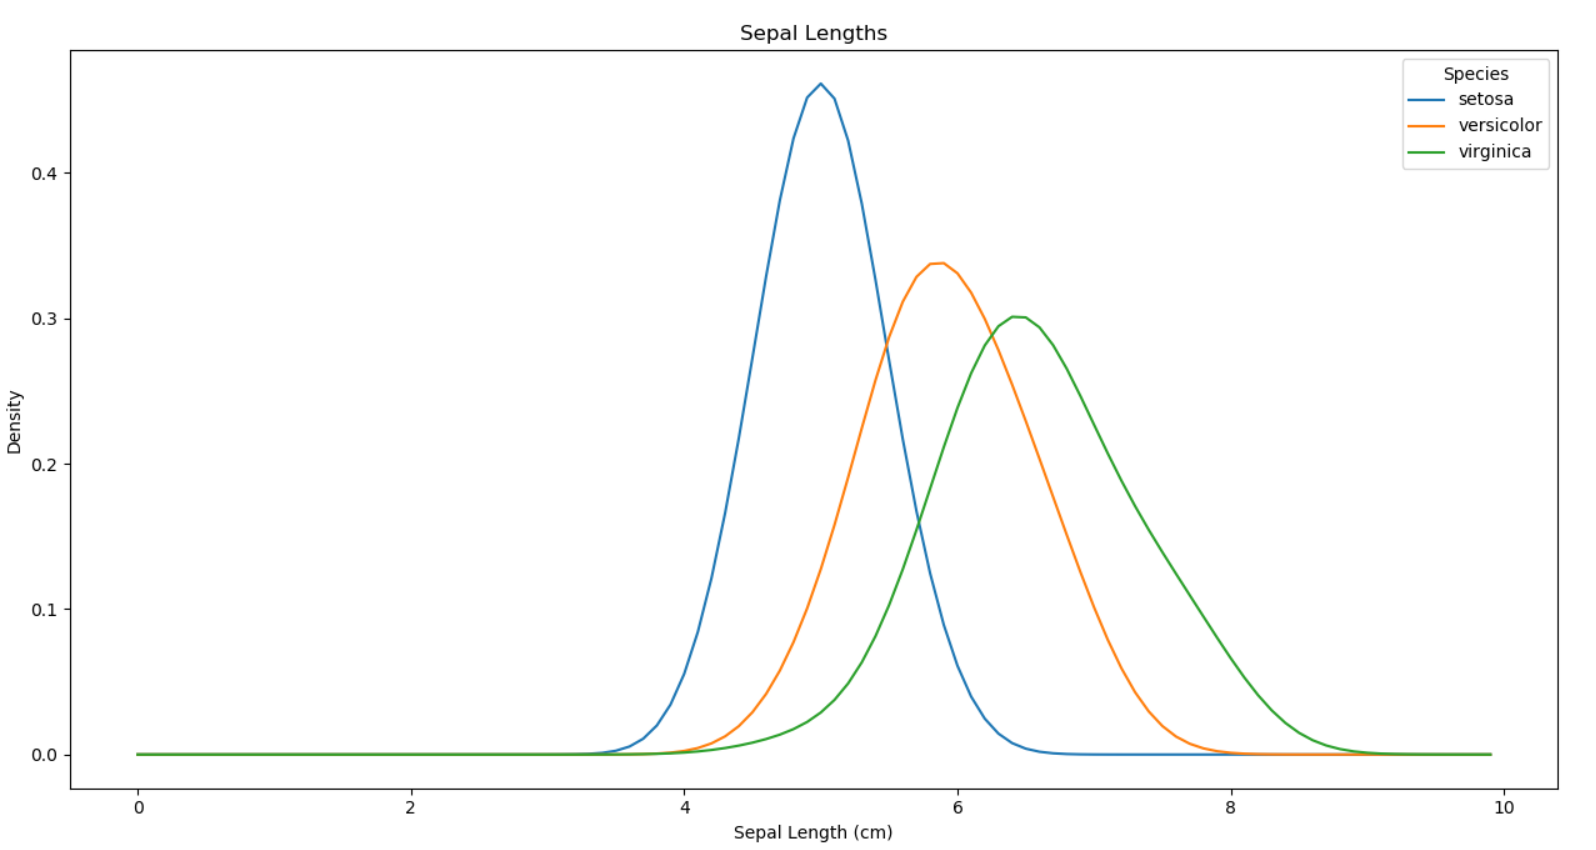 Sepal Lengths
Species
setosa
versicolor
virginica
0.4
0.3
0.2
0.1
0.0
Density
0 2 4 6 8 10
Sepal Length (cm)